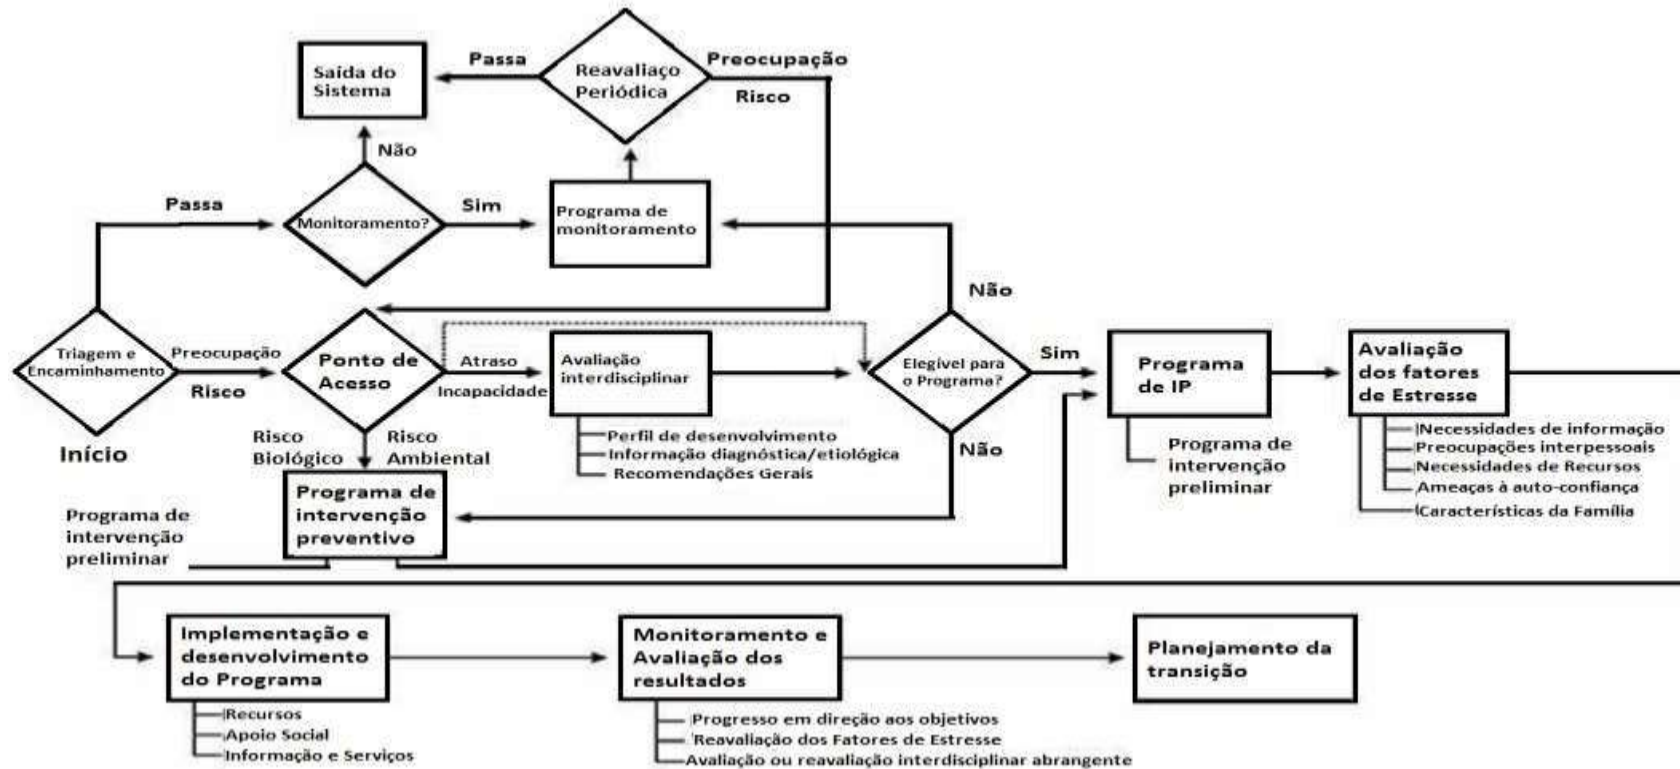 Saída do
Sistema
Passa
Reavaliaço
Periódica
Preocupação
Risco
Não
Passa
Monitoramento?
Sim
Programa de
monitoramento
Não
Triagem e
Encaminhamento
Início
Preocupação
Risco
Ponto de
Acesso
Atraso
Incapacidade
Avaliação
interdisciplinar
Perfil de desenvolvimento
Informação diagnóstica/etiológica
Recomendações Gerais
Elegível para
o Programa?
Sim
Não
Programa
de IP
Programa de
intervenção
preliminar
Avaliação
dos fatores
de Estresse
Necessidades de informação
Preocupações interpessoais
Necessidades de Recursos
Ameaças à auto-confiança
Características da Família
Risco
Biológico
Risco
Ambiental
Programa de
intervenção
preventivo
Programa de
intervenção
preliminar
Implementação e
desenvolvimento
do Programa
Recursos
Apoio Social
Informação e Serviços
Monitoramento e
Avaliação dos
resultados
Progresso em direção aos objetivos
Reavaliação dos Fatores de Estresse
Avaliação ou reavaliação interdisciplinar abrangente
Planejamento da
transição